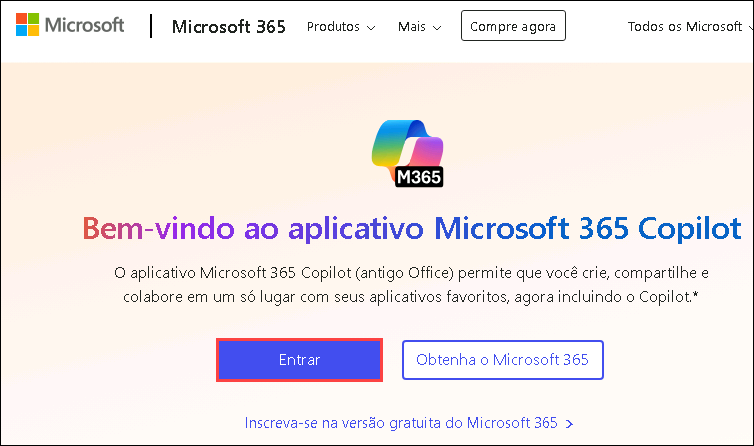 Microsoft | Microsoft 365 Produtos Mais Compre agora Todos os Microsoft
M365
Bem-vindo ao aplicativo Microsoft 365 Copilot
O aplicativo Microsoft 365 Copilot (antigo Office) permite que você crie, compartilhe e
colabore em um só lugar com seus aplicativos favoritos, agora incluindo o Copilot.*
Entrar Obtenha o Microsoft 365
Inscreva-se na versão gratuita do Microsoft 365 >